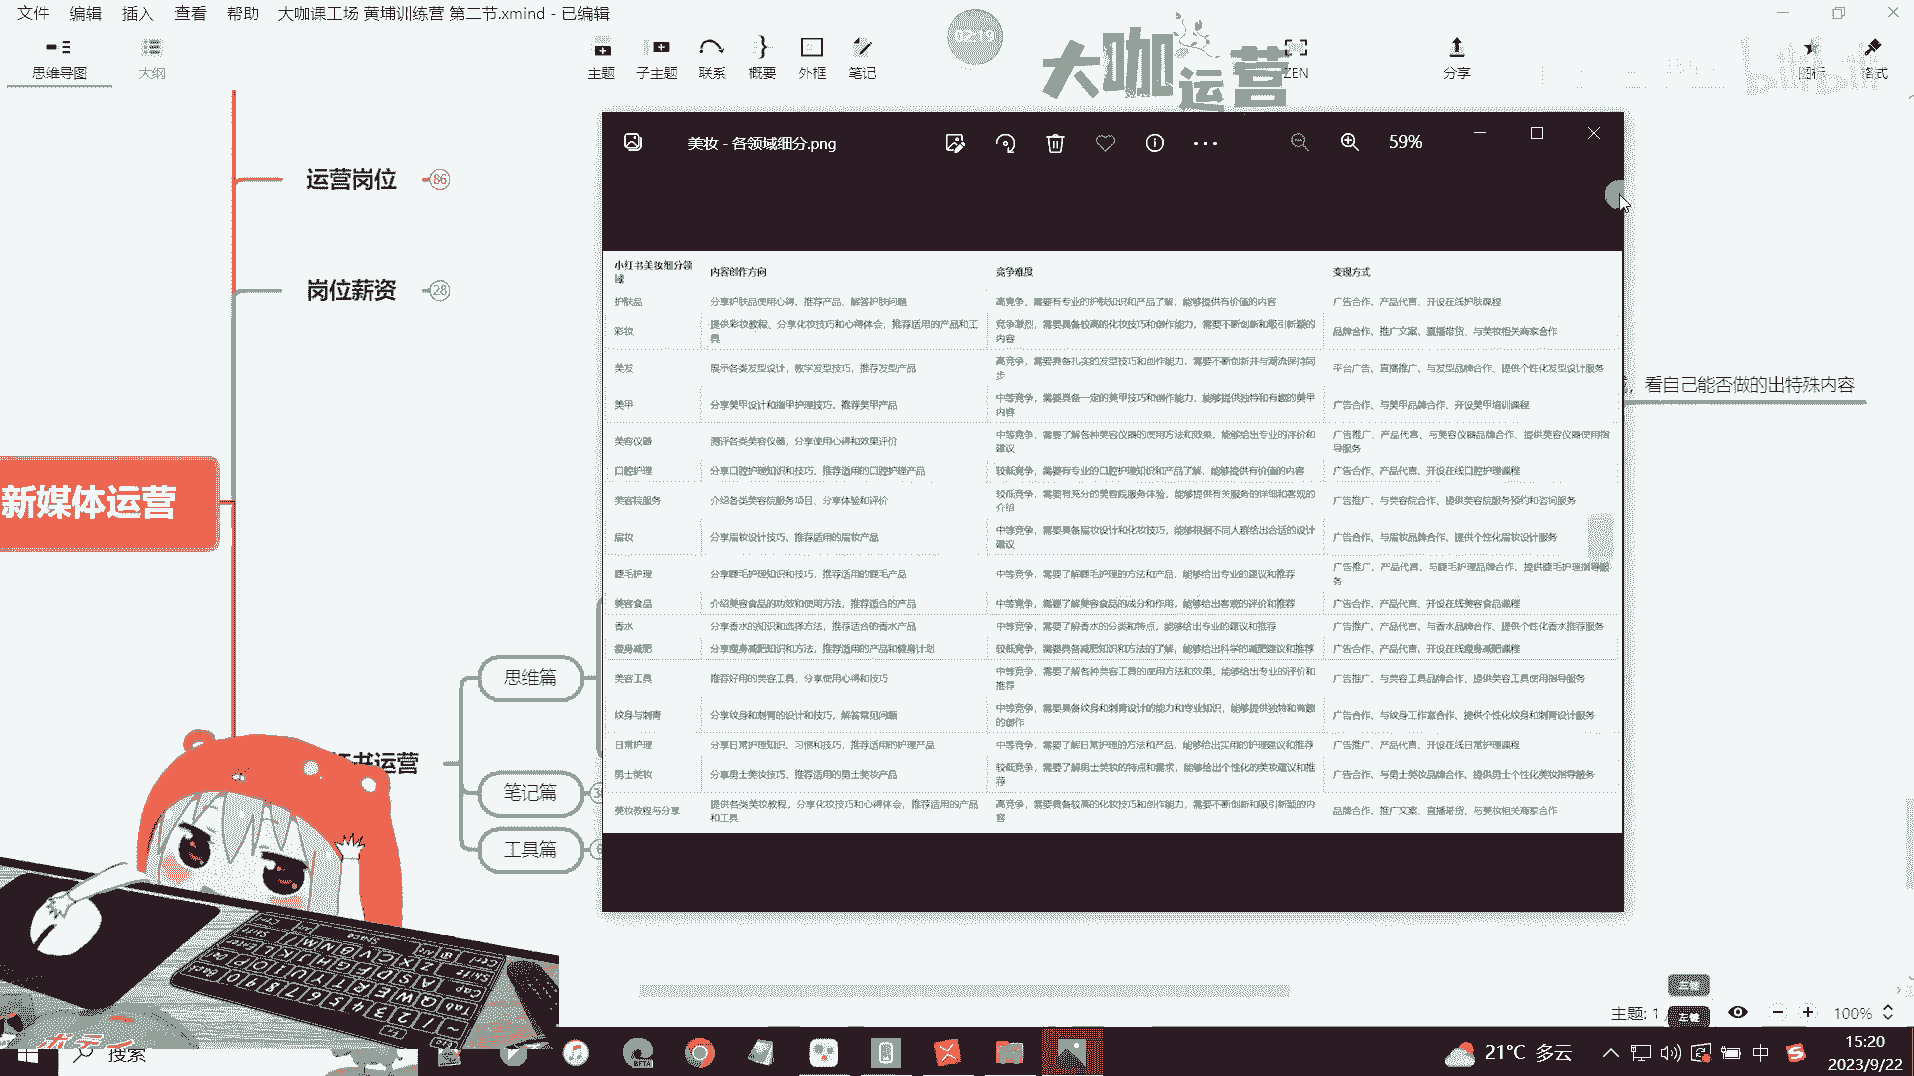 文件 编辑 插入 查看 帮助 大咖课工场 黄埔训练营 第二节.xmind - 已编辑
思维导图 大纲 主题 子主题 联系 概要 外框 笔记 ZEN 分享 图标 格式
02:19
大咖运营
bilibili
美妆 - 各领域细分.png 59%
运营岗位 86
岗位薪资 28
新媒体运营
书运营
思维篇
笔记篇
工具篇
看自己能否做的出特殊内容
小红书美妆细分领域 内容创作方向 竞争难度 变现方式
护肤品 分享护肤品使用心得、推荐产品、解答护肤问题 高竞争，需要有专业的护肤知识和产品了解，能够提供有价值的内容 广告合作、产品代言、开设在线护肤课程
彩妆 提供彩妆教程、分享化妆技巧和心得体会，推荐适用的产品和工具 竞争激烈，需要具备较高的化妆技巧和创作能力，需要不断创新和吸引新颖的内容 品牌合作、推广文案、直播带货、与美妆相关商家合作
美发 展示各类发型设计，教学发型技巧，推荐发型产品 高竞争，需要具备扎实的发型技巧和创作能力，需要不断创新并与潮流保持同步 平台广告、直播推广、与发型品牌合作、提供个性化发型设计服务
美甲 分享美甲设计和指甲护理技巧，推荐美甲产品 中等竞争，需要具备一定的美甲技巧和创作能力，能够提供独特和有趣的美甲内容 广告合作、与美甲品牌合作、开设美甲培训课程
美容仪器 测评各类美容仪器，分享使用心得和效果评价 中等竞争，需要了解各种美容仪器的使用方法和效果，能够给出专业的评价和建议 广告推广、产品代言、与美容仪器品牌合作、提供美容仪器使用指导服务
口腔护理 分享口腔护理知识和技巧，推荐适用的口腔护理产品 较低竞争，需要有专业的口腔护理知识和产品了解，能够提供有价值的内容 广告合作、产品代言、开设在线口腔护理课程
美容院服务 介绍各类美容院服务项目、分享体验和评价 较低竞争，需要有充分的美容院服务体验，能够提供有关服务的详细和客观的介绍 广告推广、与美容院合作、提供美容院服务预约和咨询服务
眉妆 分享眉妆设计技巧、推荐适用的眉妆产品 中等竞争，需要具备眉妆设计和化妆技巧，能够根据不同人群给出合适的设计建议 广告合作、与眉妆品牌合作、提供个性化眉妆设计服务
睫毛护理 分享睫毛护理知识和技巧，推荐适用的睫毛产品 中等竞争，需要了解睫毛护理的方法和产品，能够给出专业的建议和推荐 广告推广、产品代言、与睫毛护理品牌合作、提供睫毛护理指导服务
美容食品 介绍美容食品的功效和使用方法，推荐适合的产品 中等竞争，需要了解美容食品的成分和作用，能够给出客观的评价和推荐 广告合作、产品代言、开设在线美容食品课程
香水 分享香水的知识和选择方法，推荐适合的香水产品 中等竞争，需要了解香水的分类和特点，能够给出专业的建议和推荐 广告推广、产品代言、与香水品牌合作、提供个性化香水推荐服务
瘦身减肥 分享瘦身减肥知识和方法，推荐适用的产品和健身计划 较低竞争，需要具备减肥知识和方法的了解，能够给出科学的减肥建议和推荐 广告合作、产品代言、开设在线瘦身减肥课程
美容工具 推荐好用的美容工具，分享使用心得和技巧 中等竞争，需要了解各种美容工具的使用方法和效果，能够给出专业的评价和推荐 广告推广、与美容工具品牌合作、提供美容工具使用指导服务
纹身与刺青 分享纹身和刺青的设计和技巧，解答常见问题 中等竞争，需要具备纹身和刺青设计的能力和专业知识，能够提供独特和有趣的创作 广告合作、与纹身工作室合作、提供个性化纹身和刺青设计服务
日常护理 分享日常护理知识、习惯和技巧，推荐适用的护理产品 中等竞争，需要了解日常护理的方法和产品，能够给出实用的护理建议和推荐 广告推广、产品代言、开设在线日常护理课程
男士美妆 分享男士美妆技巧、推荐适用的男士美妆产品 较低竞争，需要了解男士美妆的特点和需求，能够给出个性化的美妆建议和推荐 广告合作、与男士美妆品牌合作、提供男士个性化美妆指导服务
美妆教程与分享 提供各类美妆教程，分享化妆技巧和心得体会，推荐适用的产品和工具 高竞争，需要具备较高的化妆技巧和创作能力，需要不断创新和吸引新颖的内容 品牌合作、推广文案、直播带货、与美妆相关商家合作
主题: 1 100%
搜索 21°C 多云 中 15:20
2023/9/22